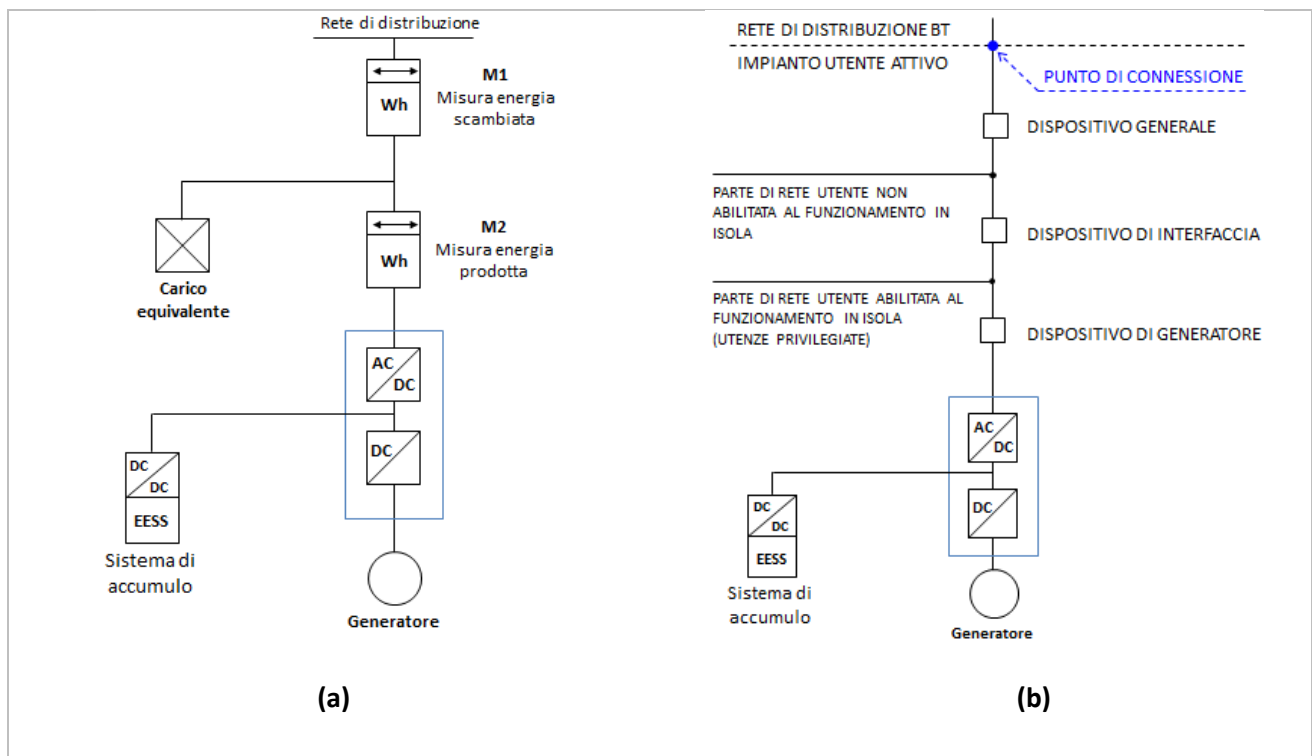 Rete di distribuzione
M1
Misura energia
scambiata
Wh
M2
Misura energia
prodotta
Wh
Carico
equivalente
AC
DC
DC
DC
DC
EESS
Sistema di
accumulo
Generatore
(a)
RETE DI DISTRIBUZIONE BT
IMPIANTO UTENTE ATTIVO
PUNTO DI CONNESSIONE
DISPOSITIVO GENERALE
PARTE DI RETE UTENTE NON
ABILITATA AL FUNZIONAMENTO IN
ISOLA
DISPOSITIVO DI INTERFACCIA
PARTE DI RETE UTENTE ABILITATA AL
FUNZIONAMENTO IN ISOLA
(UTENZE PRIVILEGIATE)
DISPOSITIVO DI GENERATORE
AC
DC
DC
DC
DC
EESS
Sistema di
accumulo
Generatore
(b)